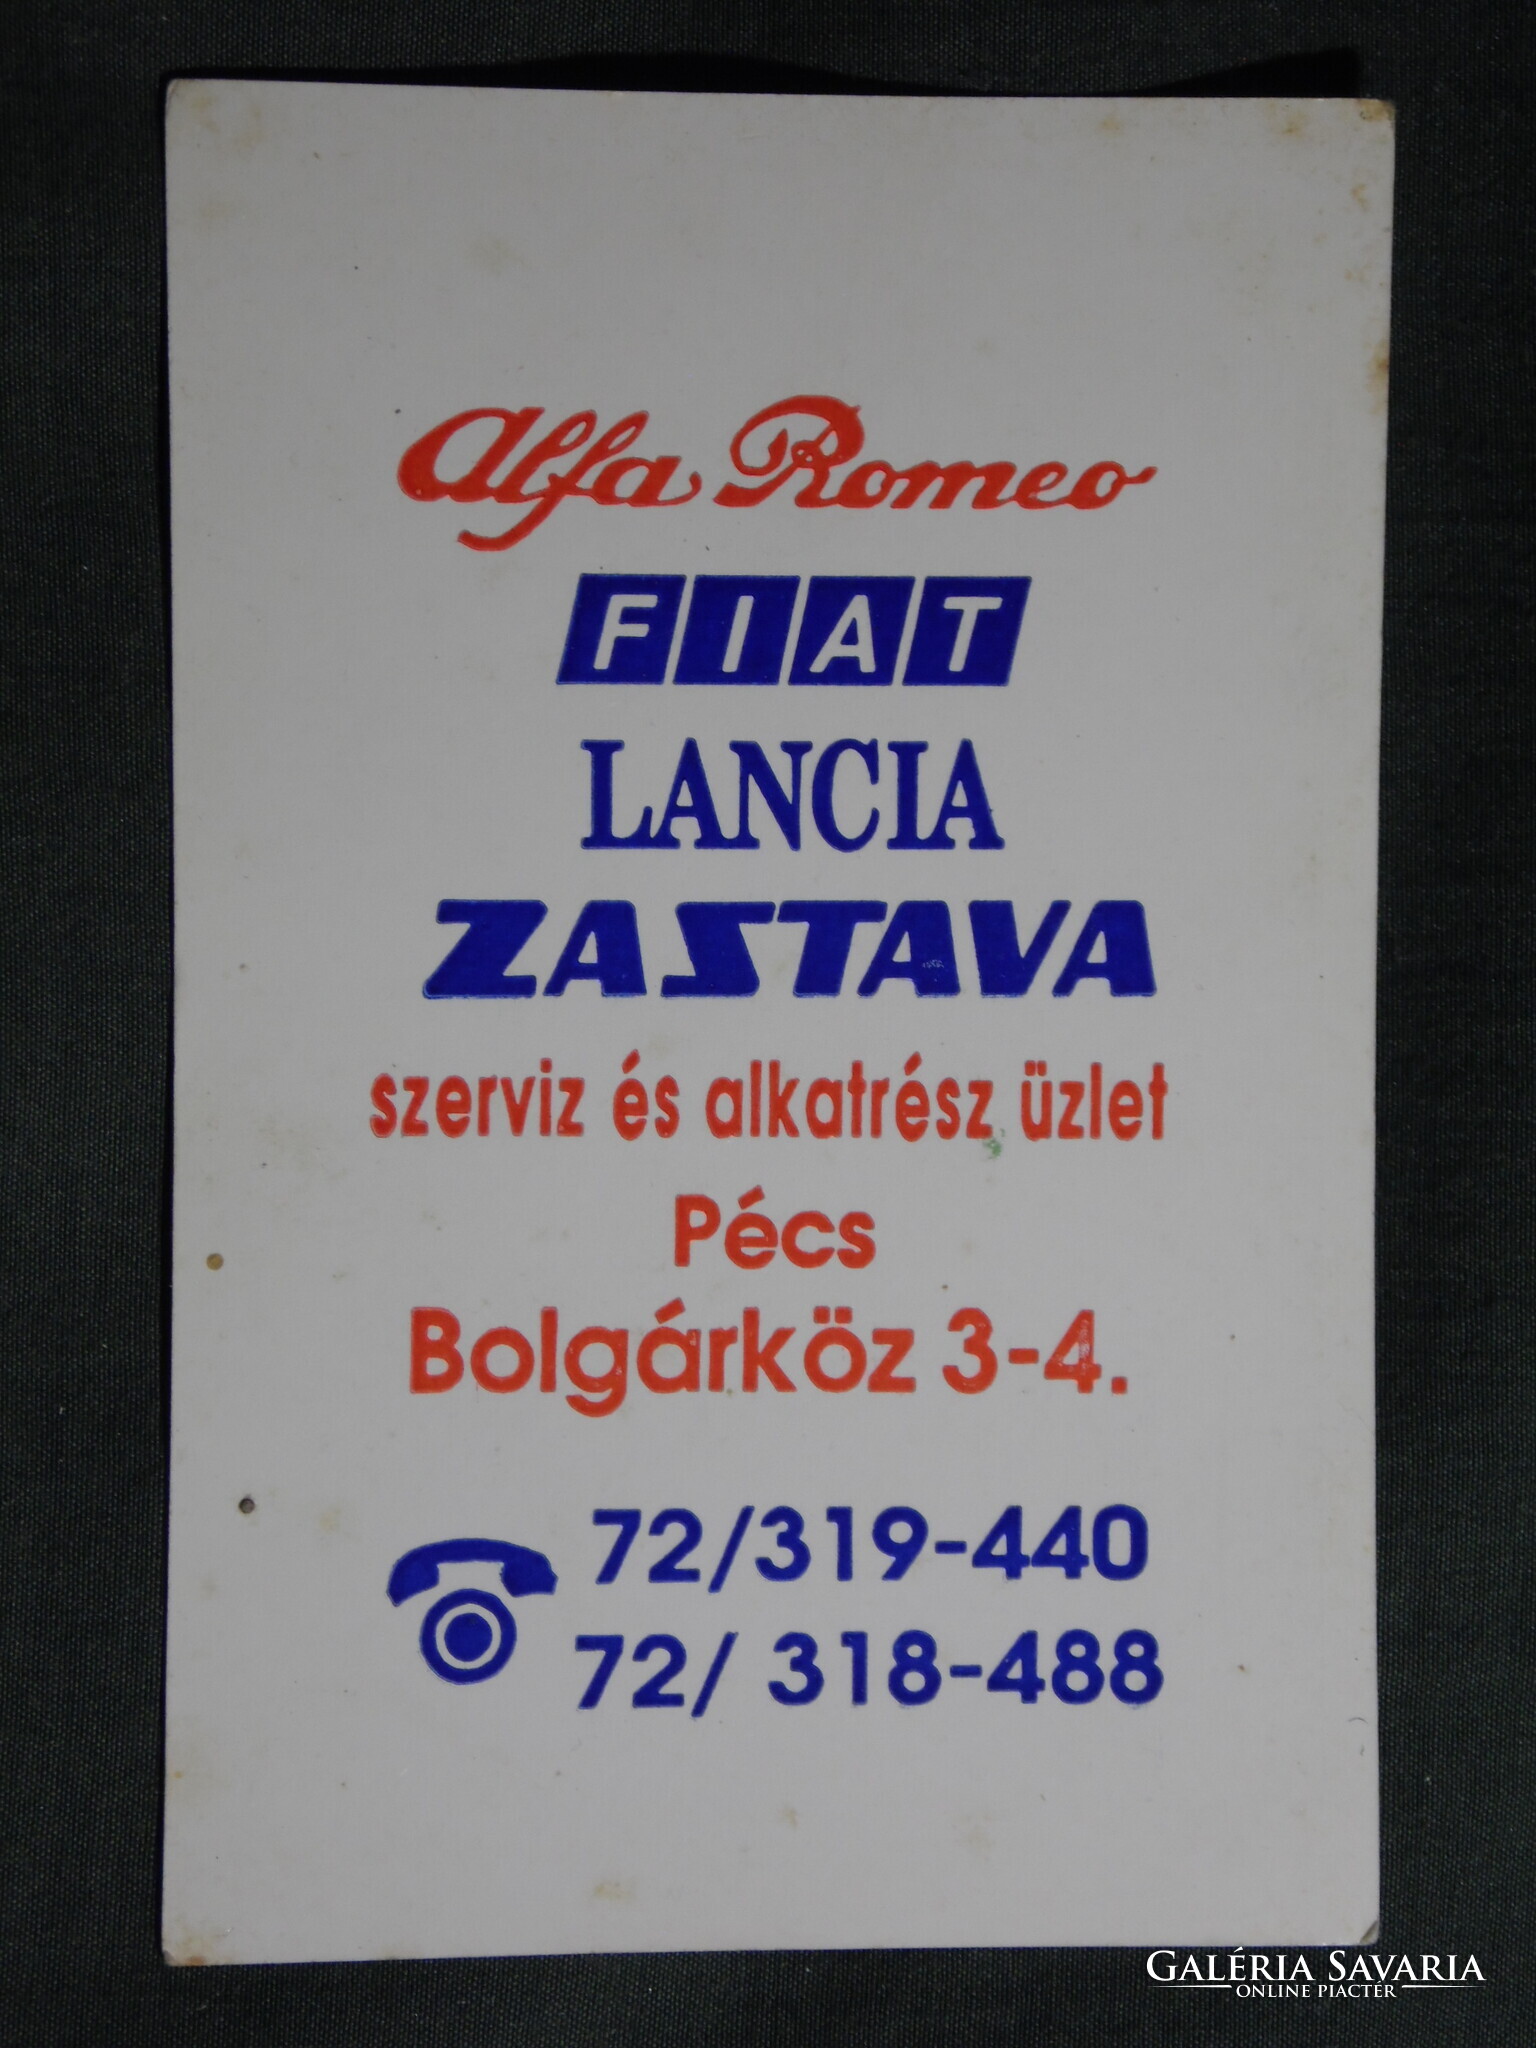 Alfa Romeo
FIAT
LANCIA
ZASTAVA
szerviz és alkatrész üzlet
Pécs
Bolgárköz 3-4.
72/319-440
72/ 318-488
GALÉRIA SAVARIA
ONLINE PIACTÉR